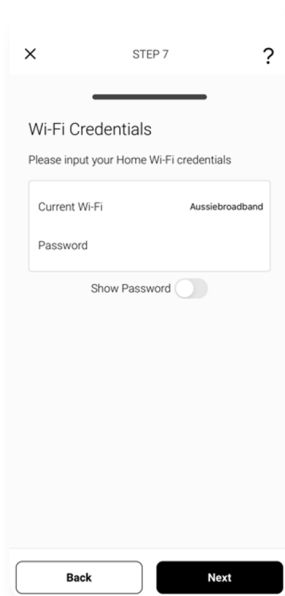 STEP 7
?
Wi-Fi Credentials
Please input your Home Wi-Fi credentials
Current Wi-Fi Aussiebroadband
Password
Show Password
Back Next